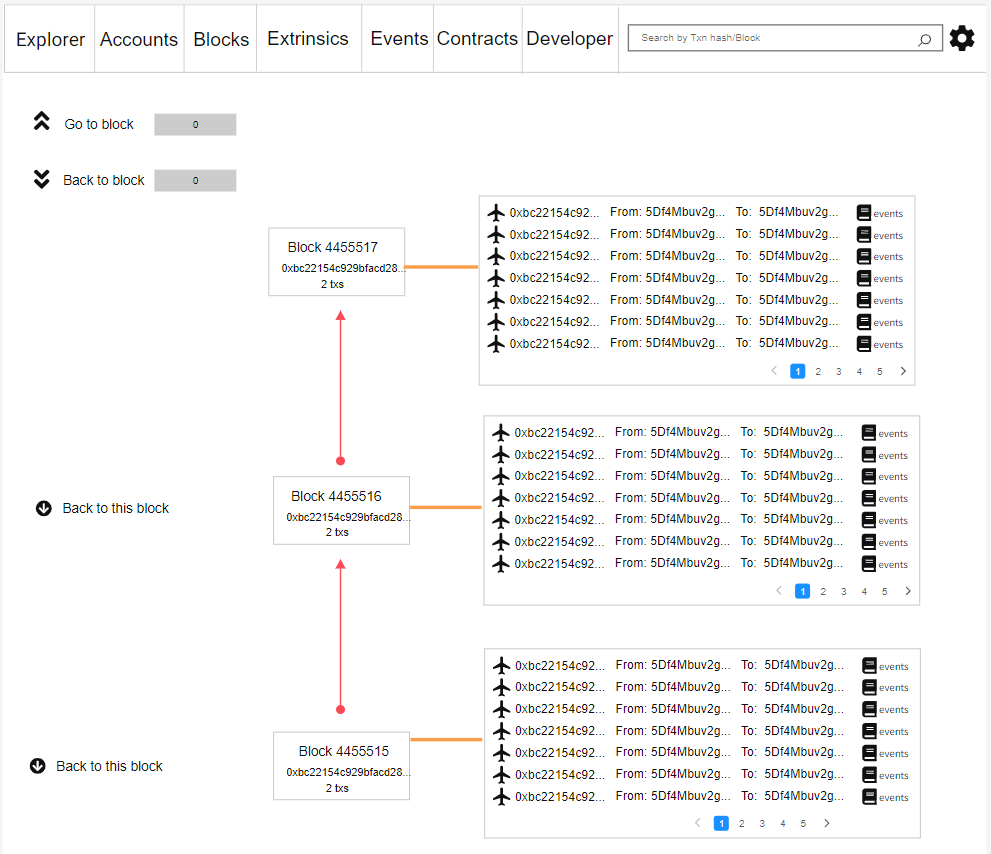 Explorer Accounts Blocks Extrinsics Events Contracts Developer Search by Txn hash/Block
Go to block 0
Back to block 0
Block 4455517
0xbc22154c929bfacd28...
2 txs
0xbc22154c92... From: 5Df4Mbuv2g... To: 5Df4Mbuv2g... events
0xbc22154c92... From: 5Df4Mbuv2g... To: 5Df4Mbuv2g... events
0xbc22154c92... From: 5Df4Mbuv2g... To: 5Df4Mbuv2g... events
0xbc22154c92... From: 5Df4Mbuv2g... To: 5Df4Mbuv2g... events
0xbc22154c92... From: 5Df4Mbuv2g... To: 5Df4Mbuv2g... events
0xbc22154c92... From: 5Df4Mbuv2g... To: 5Df4Mbuv2g... events
0xbc22154c92... From: 5Df4Mbuv2g... To: 5Df4Mbuv2g... events
< 1 2 3 4 5 >
Back to this block
Block 4455516
0xbc22154c929bfacd28...
2 txs
0xbc22154c92... From: 5Df4Mbuv2g... To: 5Df4Mbuv2g... events
0xbc22154c92... From: 5Df4Mbuv2g... To: 5Df4Mbuv2g... events
0xbc22154c92... From: 5Df4Mbuv2g... To: 5Df4Mbuv2g... events
0xbc22154c92... From: 5Df4Mbuv2g... To: 5Df4Mbuv2g... events
0xbc22154c92... From: 5Df4Mbuv2g... To: 5Df4Mbuv2g... events
0xbc22154c92... From: 5Df4Mbuv2g... To: 5Df4Mbuv2g... events
0xbc22154c92... From: 5Df4Mbuv2g... To: 5Df4Mbuv2g... events
< 1 2 3 4 5 >
Back to this block
Block 4455515
0xbc22154c929bfacd28...
2 txs
0xbc22154c92... From: 5Df4Mbuv2g... To: 5Df4Mbuv2g... events
0xbc22154c92... From: 5Df4Mbuv2g... To: 5Df4Mbuv2g... events
0xbc22154c92... From: 5Df4Mbuv2g... To: 5Df4Mbuv2g... events
0xbc22154c92... From: 5Df4Mbuv2g... To: 5Df4Mbuv2g... events
0xbc22154c92... From: 5Df4Mbuv2g... To: 5Df4Mbuv2g... events
0xbc22154c92... From: 5Df4Mbuv2g... To: 5Df4Mbuv2g... events
0xbc22154c92... From: 5Df4Mbuv2g... To: 5Df4Mbuv2g... events
< 1 2 3 4 5 >